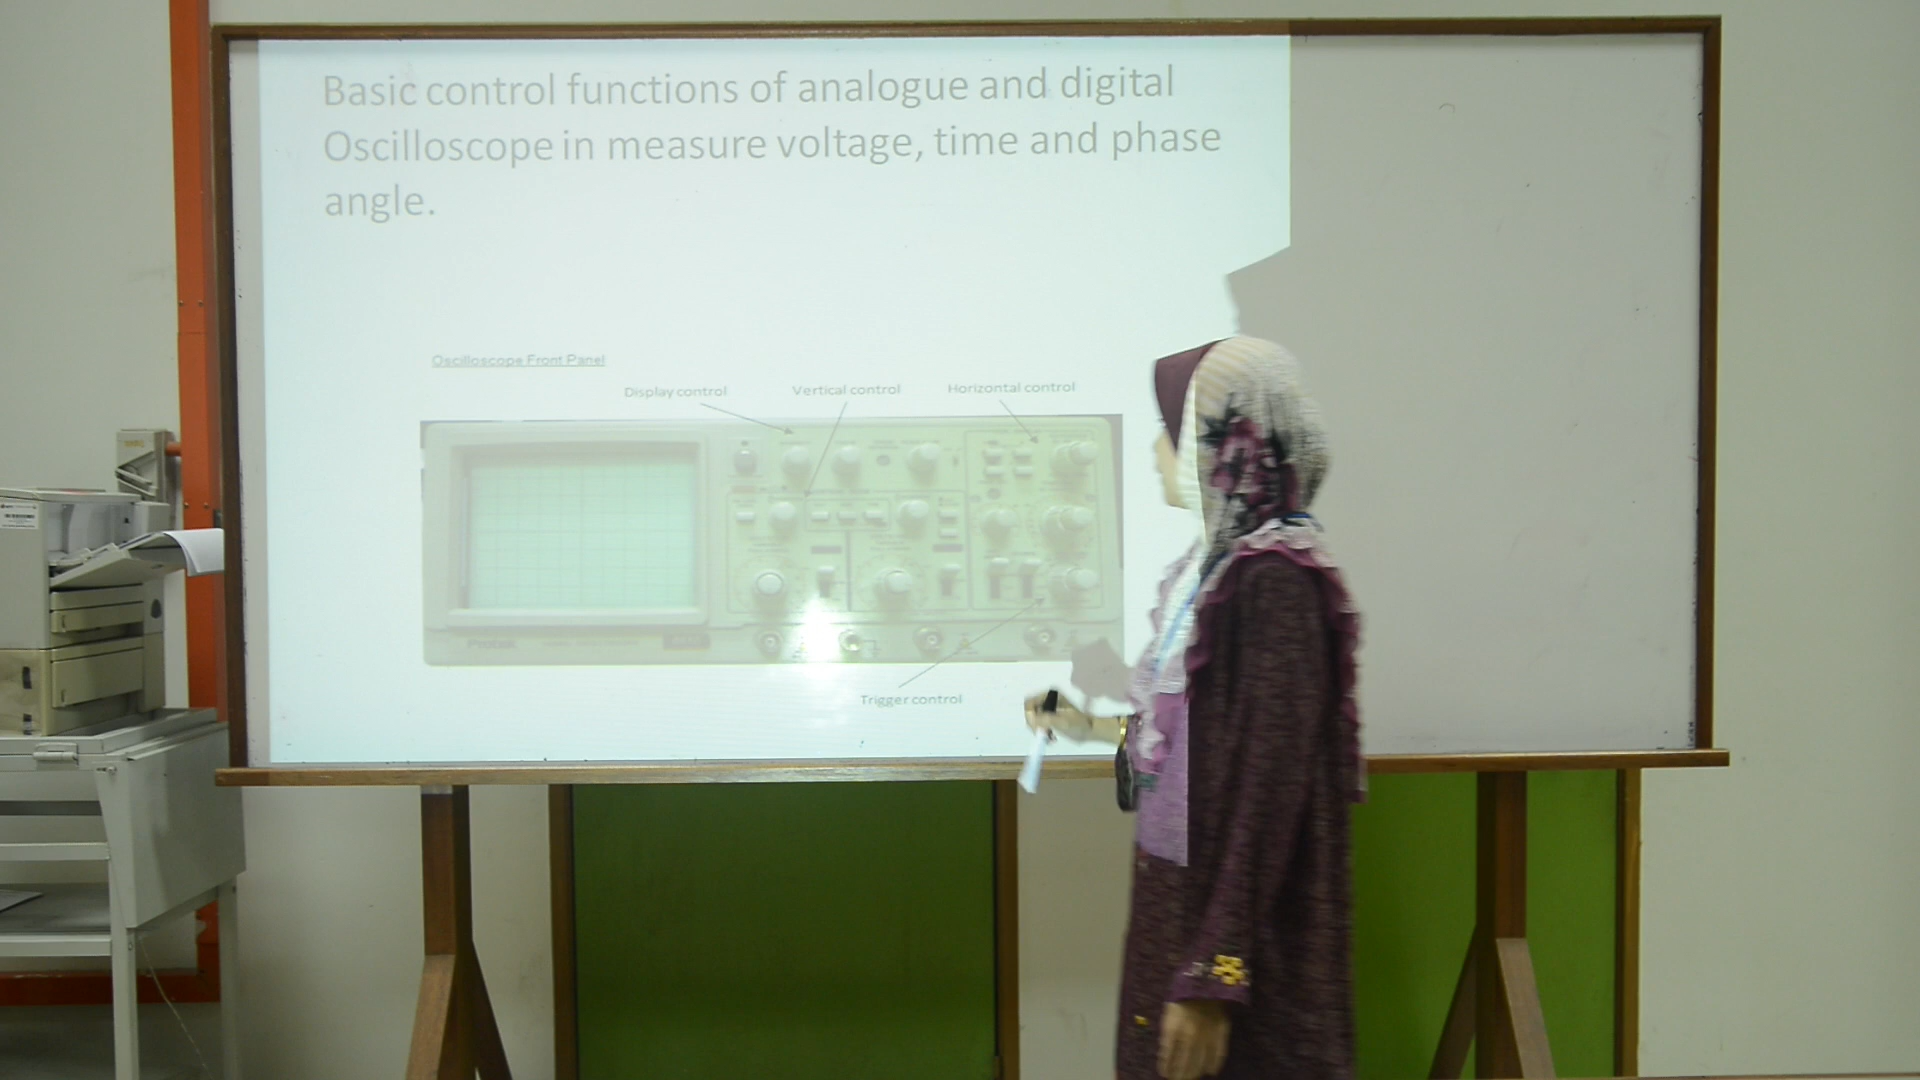 Basic control functions of analogue and digital
Oscilloscope in measure voltage, time and phase
angle.
Oscilloscope Front Panel
Display control
Vertical control
Horizontal control
Protek
Trigger control